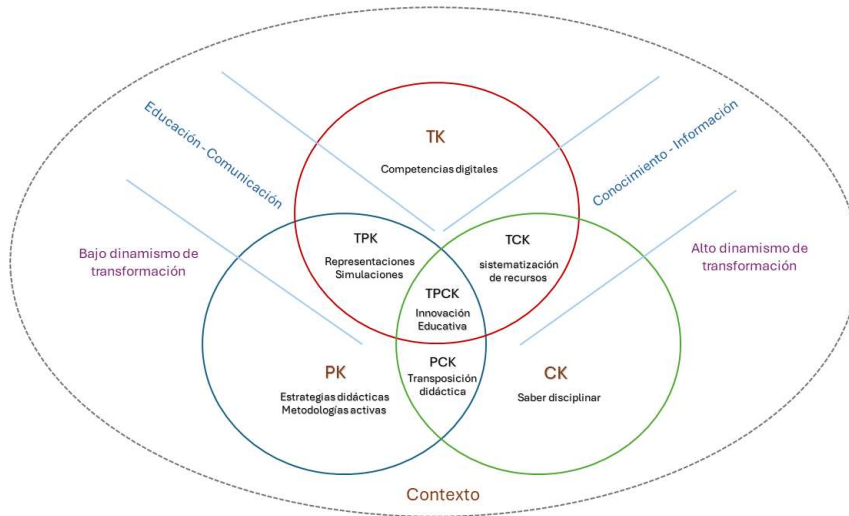 TK
Competencias digitales
Educación - Comunicación
Conocimiento - Información
Bajo dinamismo de
transformación
Alto dinamismo de
transformación
TPK
Representaciones
Simulaciones
TCK
sistematización
de recursos
TPCK
Innovación
Educativa
PK
Estrategias didácticas
Metodologías activas
PCK
Transposición
didáctica
CK
Saber disciplinar
Contexto